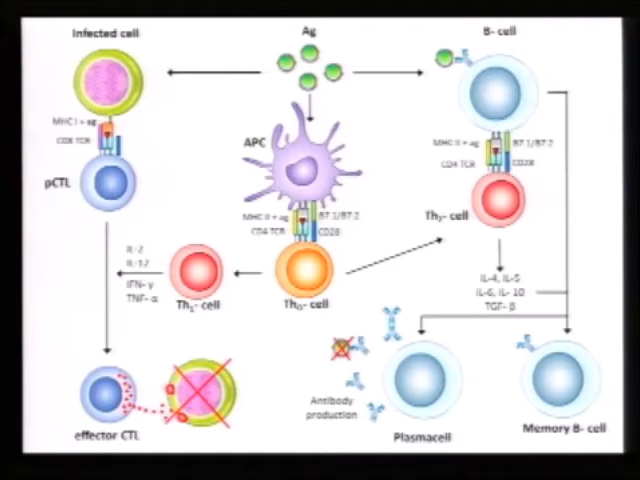 Infected cell
Ag
B- cell
MHC I + ag
CD8 TCR
pCTL
APC
MHC II + ag
B7.1/B7.2
CD4 TCR
CD28
MHC II + ag
B7.1/B7.2
CD4 TCR
CD28
Th₂- cell
IL-2
IL-12
IFN- γ
TNF- α
Th₁- cell
Th₀- cell
IL-4, IL-5
IL-6, IL- 10
TGF- β
Antibody
production
effector CTL
Plasmacell
Memory B- cell